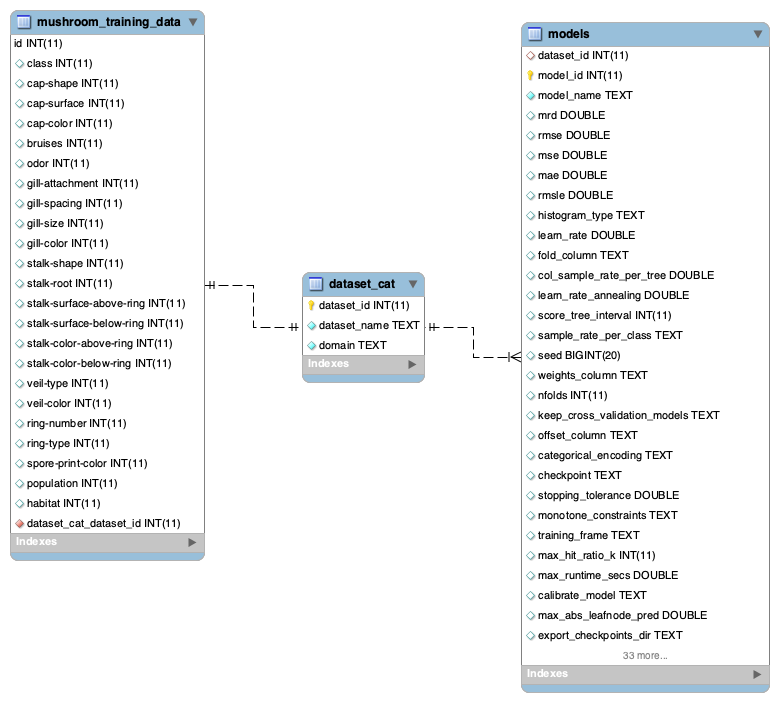 mushroom_training_data
id INT(11)
class INT(11)
cap-shape INT(11)
cap-surface INT(11)
cap-color INT(11)
bruises INT(11)
odor INT(11)
gill-attachment INT(11)
gill-spacing INT(11)
gill-size INT(11)
gill-color INT(11)
stalk-shape INT(11)
stalk-root INT(11)
stalk-surface-above-ring INT(11)
stalk-surface-below-ring INT(11)
stalk-color-above-ring INT(11)
stalk-color-below-ring INT(11)
veil-type INT(11)
veil-color INT(11)
ring-number INT(11)
ring-type INT(11)
spore-print-color INT(11)
population INT(11)
habitat INT(11)
dataset_cat_dataset_id INT(11)
Indexes
dataset_cat
dataset_id INT(11)
dataset_name TEXT
domain TEXT
Indexes
models
dataset_id INT(11)
model_id INT(11)
model_name TEXT
mrd DOUBLE
rmse DOUBLE
mse DOUBLE
mae DOUBLE
rmsle DOUBLE
histogram_type TEXT
learn_rate DOUBLE
fold_column TEXT
col_sample_rate_per_tree DOUBLE
learn_rate_annealing DOUBLE
score_tree_interval INT(11)
sample_rate_per_class TEXT
seed BIGINT(20)
weights_column TEXT
nfolds INT(11)
keep_cross_validation_models TEXT
offset_column TEXT
categorical_encoding TEXT
checkpoint TEXT
stopping_tolerance DOUBLE
monotone_constraints TEXT
training_frame TEXT
max_hit_ratio_k INT(11)
max_runtime_secs DOUBLE
calibrate_model TEXT
max_abs_leafnode_pred DOUBLE
export_checkpoints_dir TEXT
33 more...
Indexes